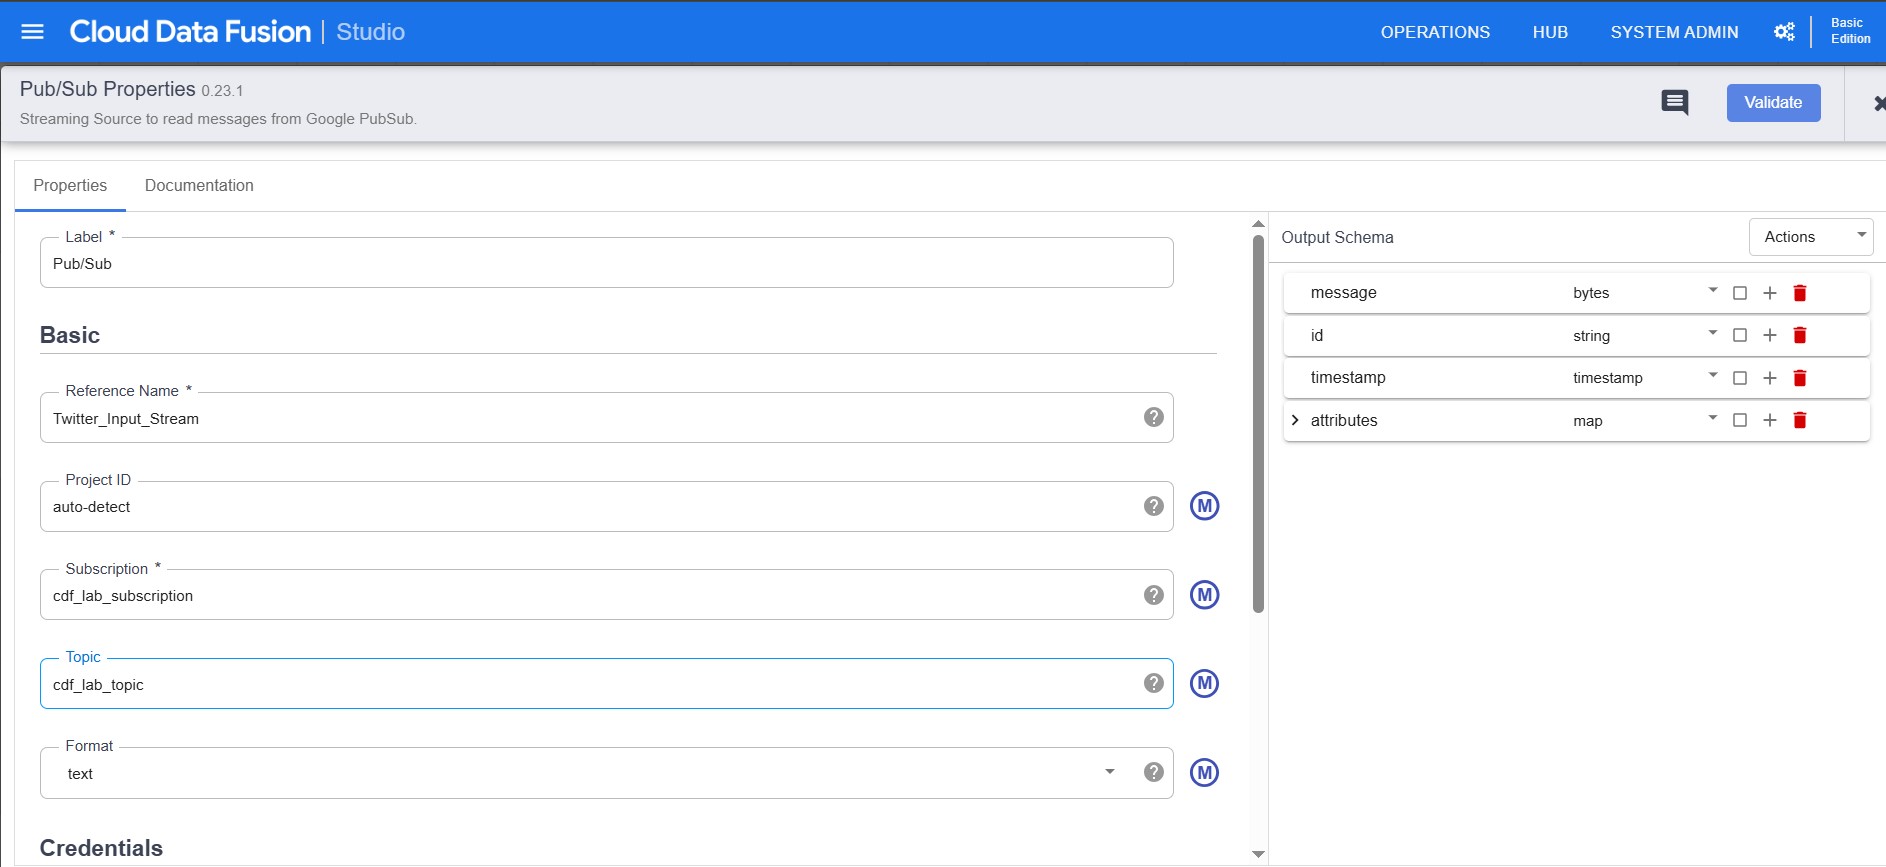 Cloud Data Fusion | Studio
OPERATIONS HUB SYSTEM ADMIN Basic Edition
Pub/Sub Properties 0.23.1
Streaming Source to read messages from Google PubSub.
Validate
Properties Documentation
Label *
Pub/Sub
Basic
Reference Name *
Twitter_Input_Stream
Project ID
auto-detect
M
Subscription *
cdf_lab_subscription
M
Topic
cdf_lab_topic
M
Format
text
M
Credentials
Output Schema Actions
message bytes
id string
timestamp timestamp
attributes map